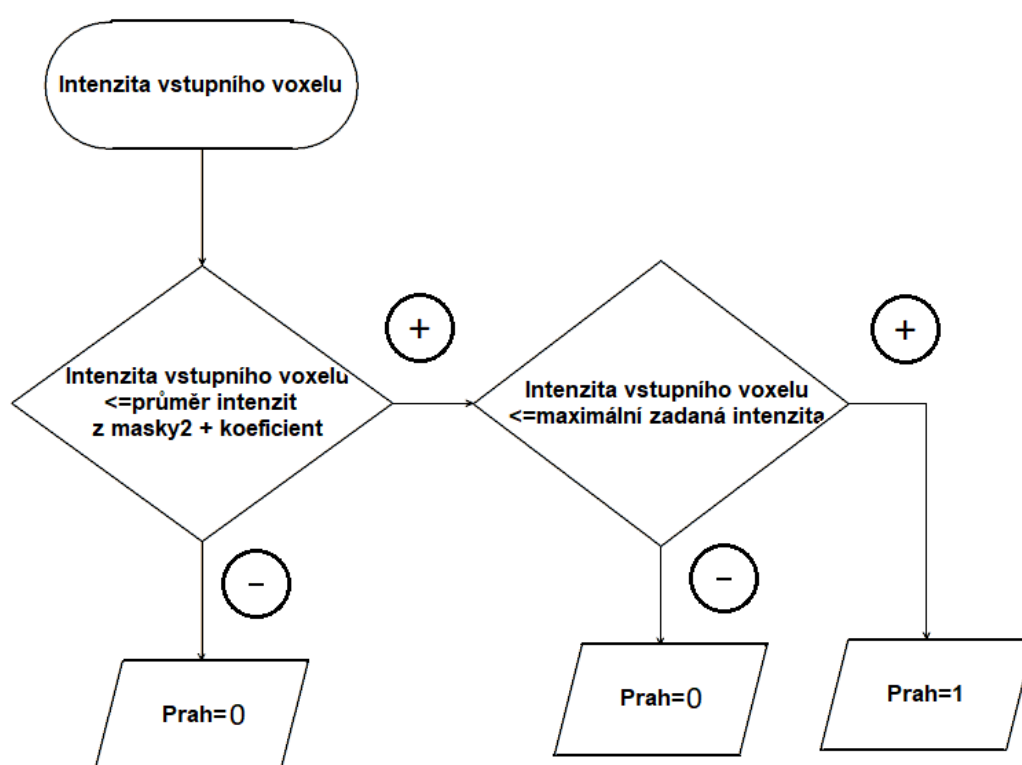 Intenzita vstupního voxelu
+
+
Intenzita vstupního voxelu
<=průměr intenzit
z masky2 + koeficient
Intenzita vstupního voxelu
<=maximální zadaná intenzita
-
-
Prah=0
Prah=0
Prah=1